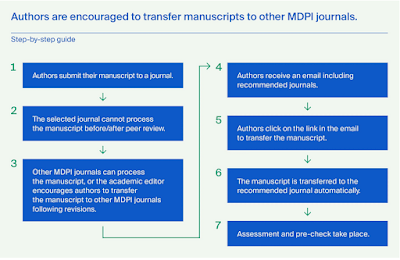 Authors are encouraged to transfer manuscripts to other MDPI journals.
Step-by-step guide
1
Authors submit their manuscript to a journal.
2
The selected journal cannot process
the manuscript before/after peer review.
3
Other MDPI journals can process
the manuscript, or the academic editor
encourages authors to transfer
the manuscript to other MDPI journals
following revisions.
4
Authors receive an email including
recommended journals.
5
Authors click on the link in the email
to transfer the manuscript.
6
The manuscript is transferred to the
recommended journal automatically.
7
Assessment and pre-check take place.